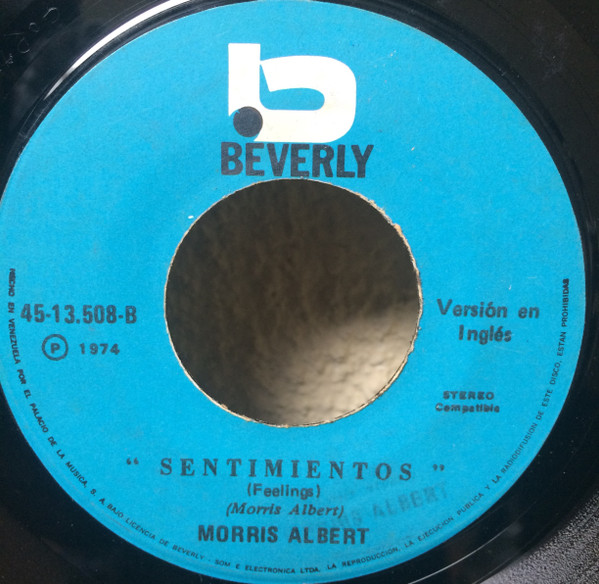 BEVERLY
45-13.508-B
Ⓟ 1974
Versión en
Inglés
STEREO
Compatible
" SENTIMIENTOS "
(Feelings)
(Morris Albert)
MORRIS ALBERT
ALBERT
HECHO EN VENEZUELA POR EL PALACIO DE LA MUSICA, S. A. BAJO LICENCIA DE BEVERLY - SOM E ELECTRONICA LTDA. LA REPRODUCCION, LA EJECUCION PUBLICA Y LA RADIODIFUSION DE ESTE DISCO, ESTAN PROHIBIDAS